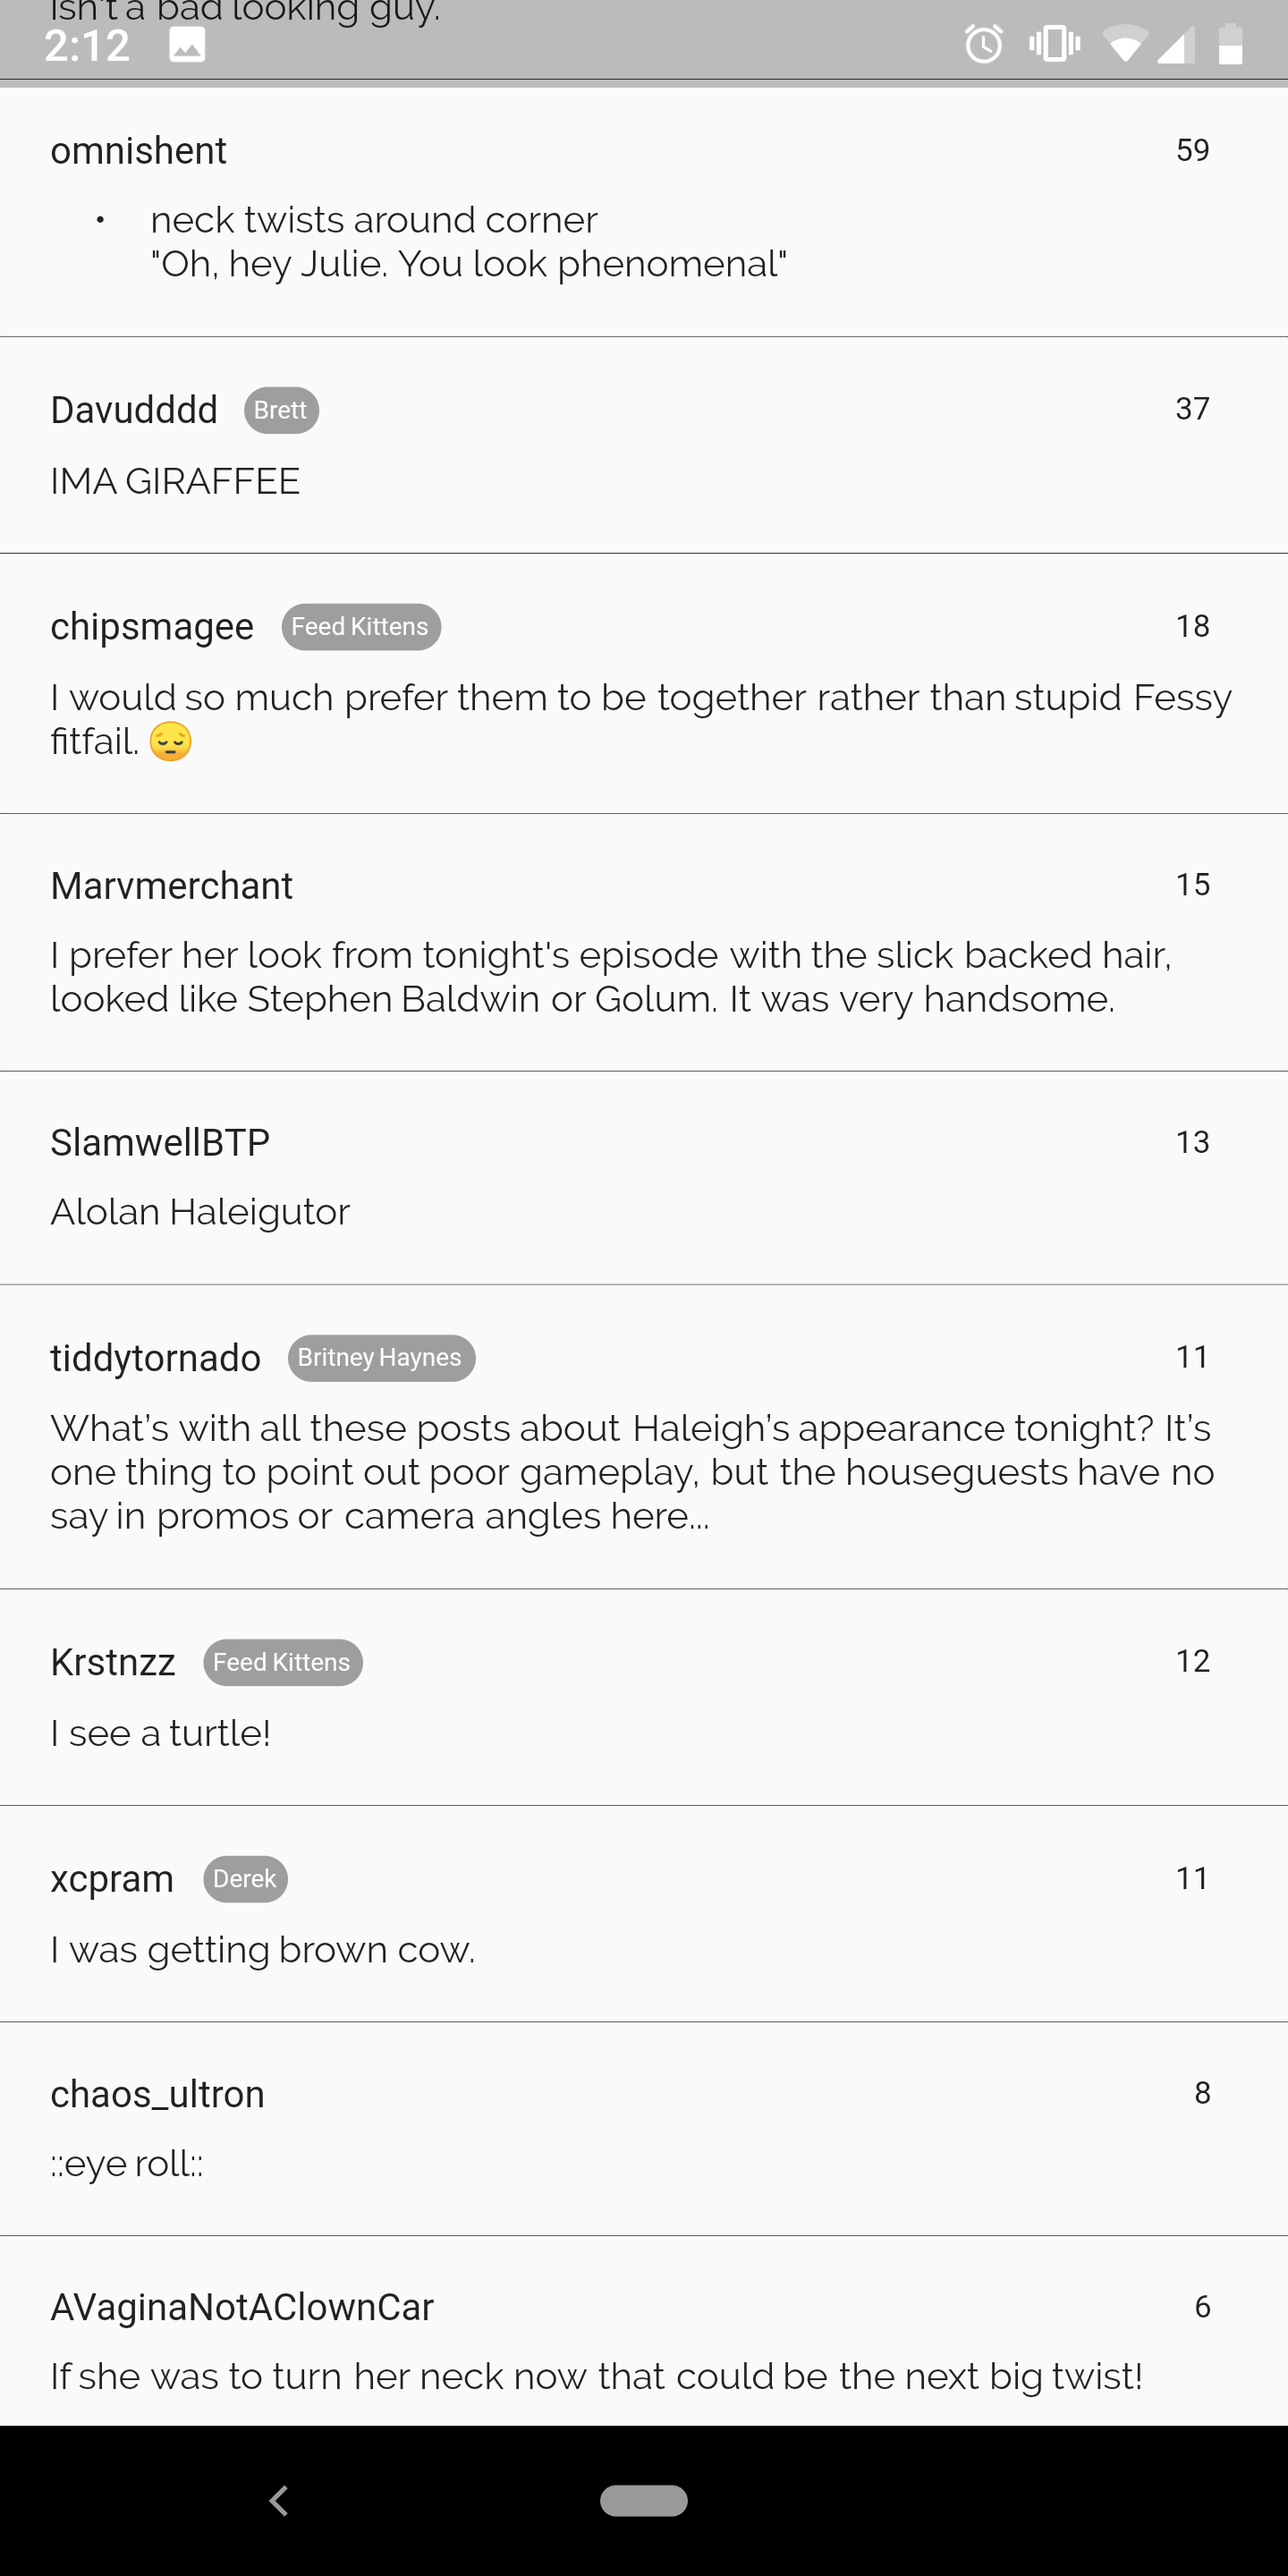 isn't a bad looking guy.
2:12
omnishent 59
• neck twists around corner
"Oh, hey Julie. You look phenomenal"
Davudddd Brett 37
IMA GIRAFFEE
chipsmagee Feed Kittens 18
I would so much prefer them to be together rather than stupid Fessy
fitfail. 😔
Marvmerchant 15
I prefer her look from tonight's episode with the slick backed hair,
looked like Stephen Baldwin or Golum. It was very handsome.
SlamwellBTP 13
Alolan Haleigutor
tiddytornado Britney Haynes 11
What’s with all these posts about Haleigh’s appearance tonight? It’s
one thing to point out poor gameplay, but the houseguests have no
say in promos or camera angles here...
Krstnzz Feed Kittens 12
I see a turtle!
xcpram Derek 11
I was getting brown cow.
chaos_ultron 8
::eye roll::
AVaginaNotAClownCar 6
If she was to turn her neck now that could be the next big twist!